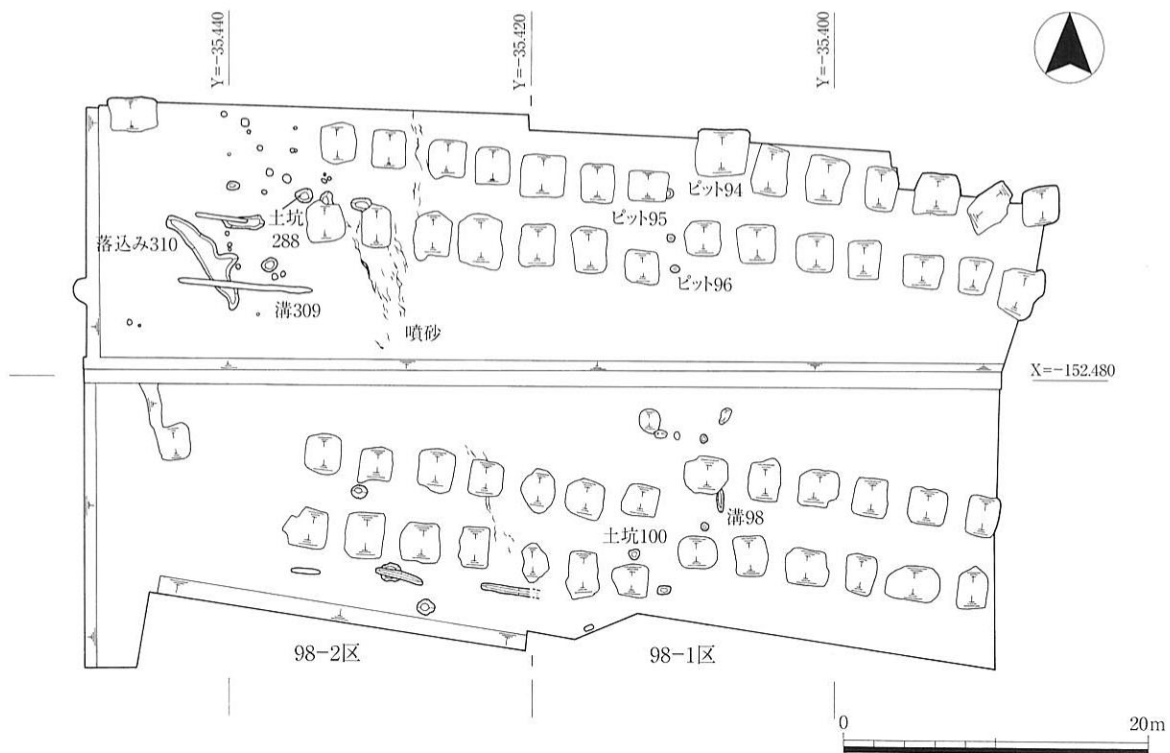 Y=-35.440
Y=-35.420
Y=-35.400
ピット94
ピット95
土坑
288
落込み310
ピット96
溝309
噴砂
X=-152.480
溝98
土坑100
98-2区
98-1区
0
20m